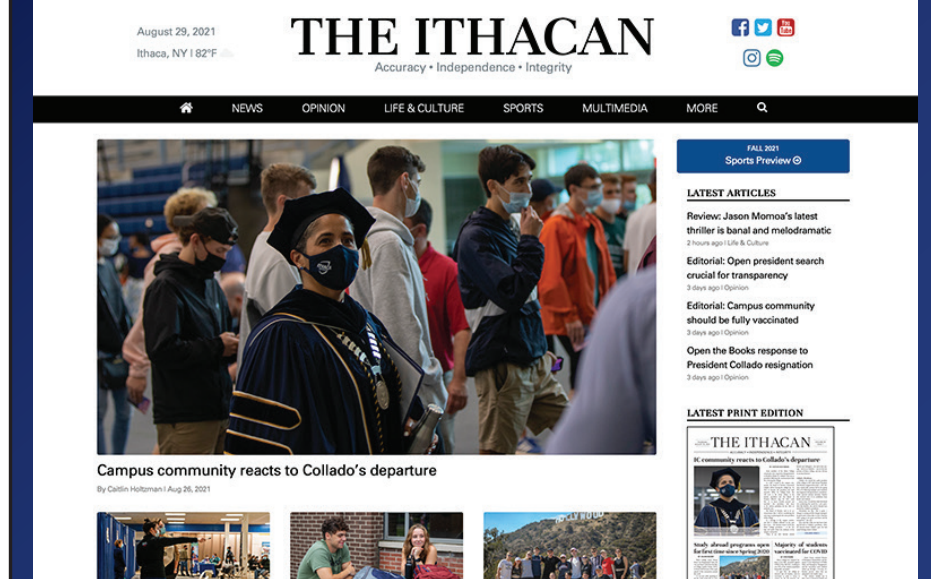 August 29, 2021
Ithaca, NY | 82°F
THE ITHACAN
Accuracy • Independence • Integrity
You
Tube
NEWS
OPINION
LIFE & CULTURE
SPORTS
MULTIMEDIA
MORE
FALL 2021
Sports Preview
LATEST ARTICLES
Review: Jason Momoa's latest
thriller is banal and melodramatic
2 hours ago | Life & Culture
Editorial: Open president search
crucial for transparency
3 days ago | Opinion
Editorial: Campus community
should be fully vaccinated
3 days ago | Opinion
Open the Books response to
President Collado resignation
3 days ago | Opinion
Campus community reacts to Collado's departure
By Caitlin Holtzman | Aug 26, 2021
LATEST PRINT EDITION
THE ITHACAN
IC community reacts to Collado's departure
Study abroad programs open
for first time since Spring 2020
Majority of students
vaccinated for COVID
HOLLYWOOD